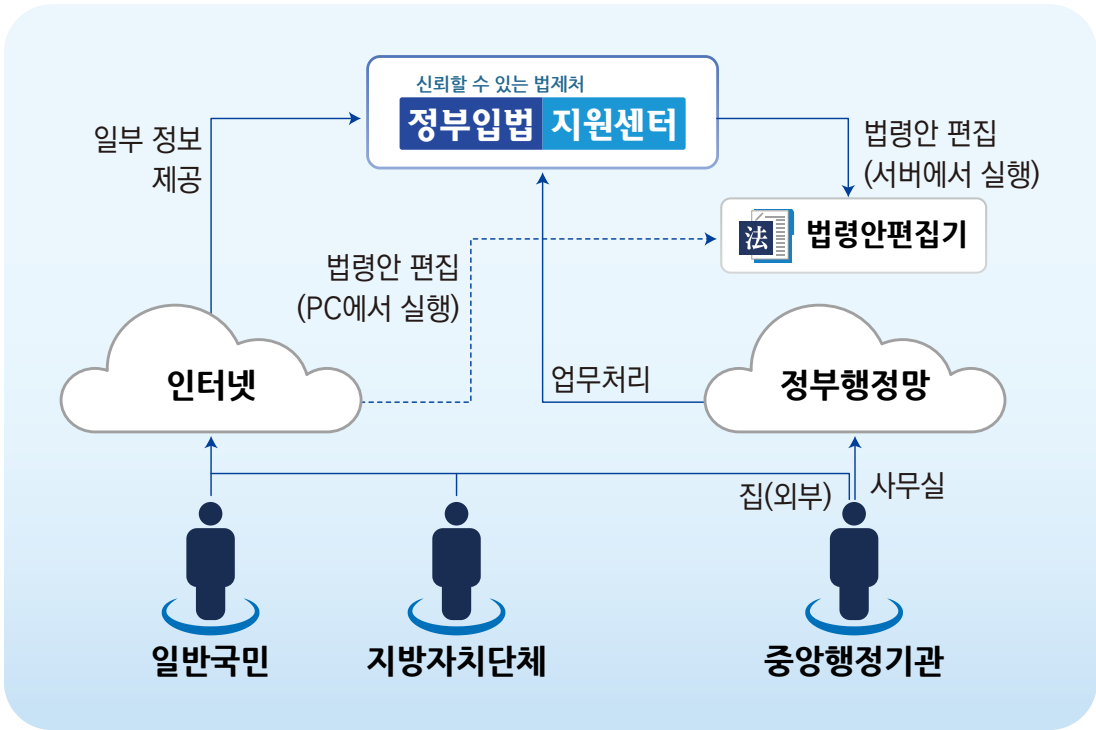 신뢰할 수 있는 법제처
정부입법 지원센터
일부 정보
제공
법령안 편집
(서버에서 실행)
法 법령안편집기
법령안 편집
(PC에서 실행)
인터넷
업무처리
정부행정망
집(외부)
사무실
일반국민
지방자치단체
중앙행정기관